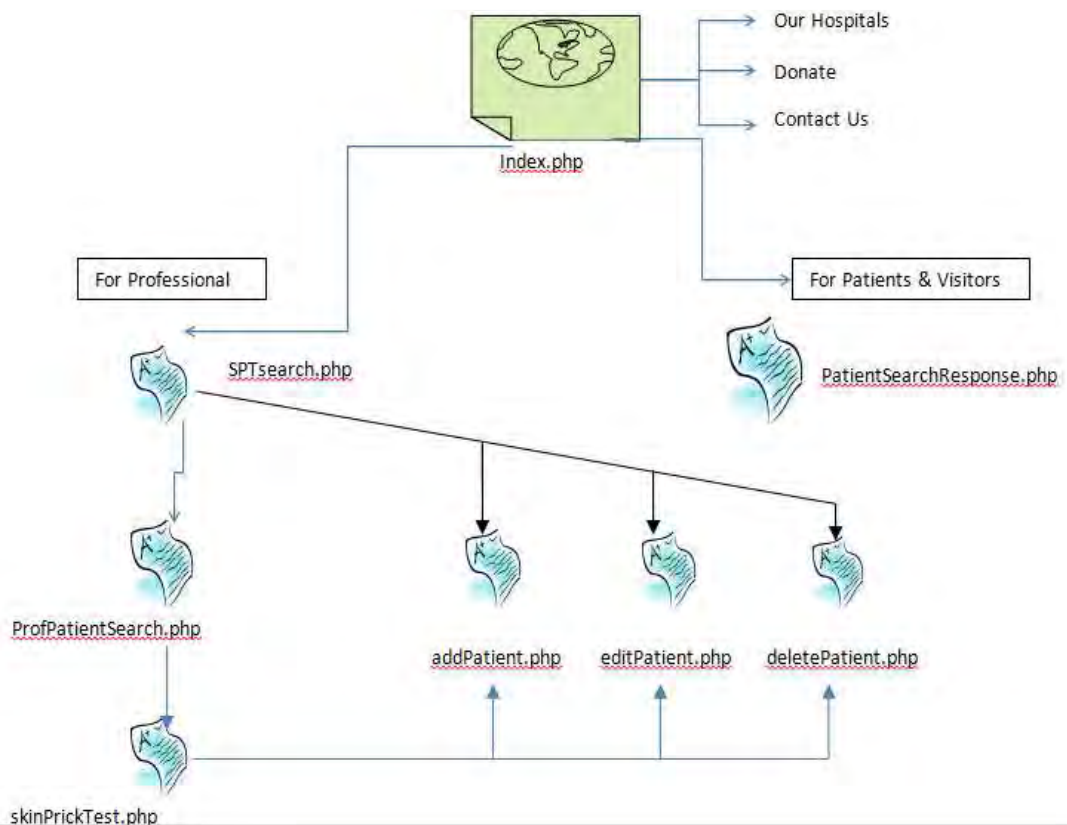 Our Hospitals
Donate
Contact Us
Index.php
For Professional
For Patients & Visitors
SPTsearch.php
PatientSearchResponse.php
A+
A+
A+
A+
A+
A+
ProfPatientSearch.php
addPatient.php
editPatient.php
deletePatient.php
A+
skinPrickTest.php